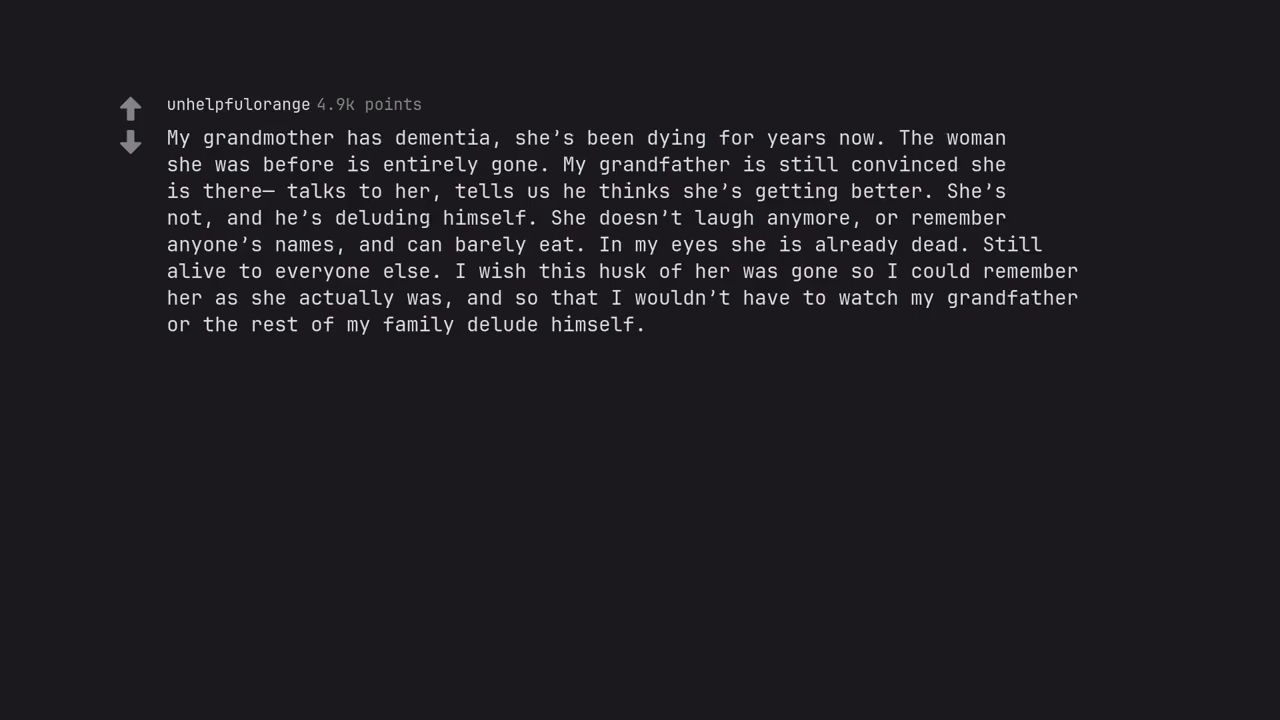 unhelpfulorange 4.9k points
My grandmother has dementia, she’s been dying for years now. The woman
she was before is entirely gone. My grandfather is still convinced she
is there— talks to her, tells us he thinks she’s getting better. She’s
not, and he’s deluding himself. She doesn’t laugh anymore, or remember
anyone’s names, and can barely eat. In my eyes she is already dead. Still
alive to everyone else. I wish this husk of her was gone so I could remember
her as she actually was, and so that I wouldn’t have to watch my grandfather
or the rest of my family delude himself.